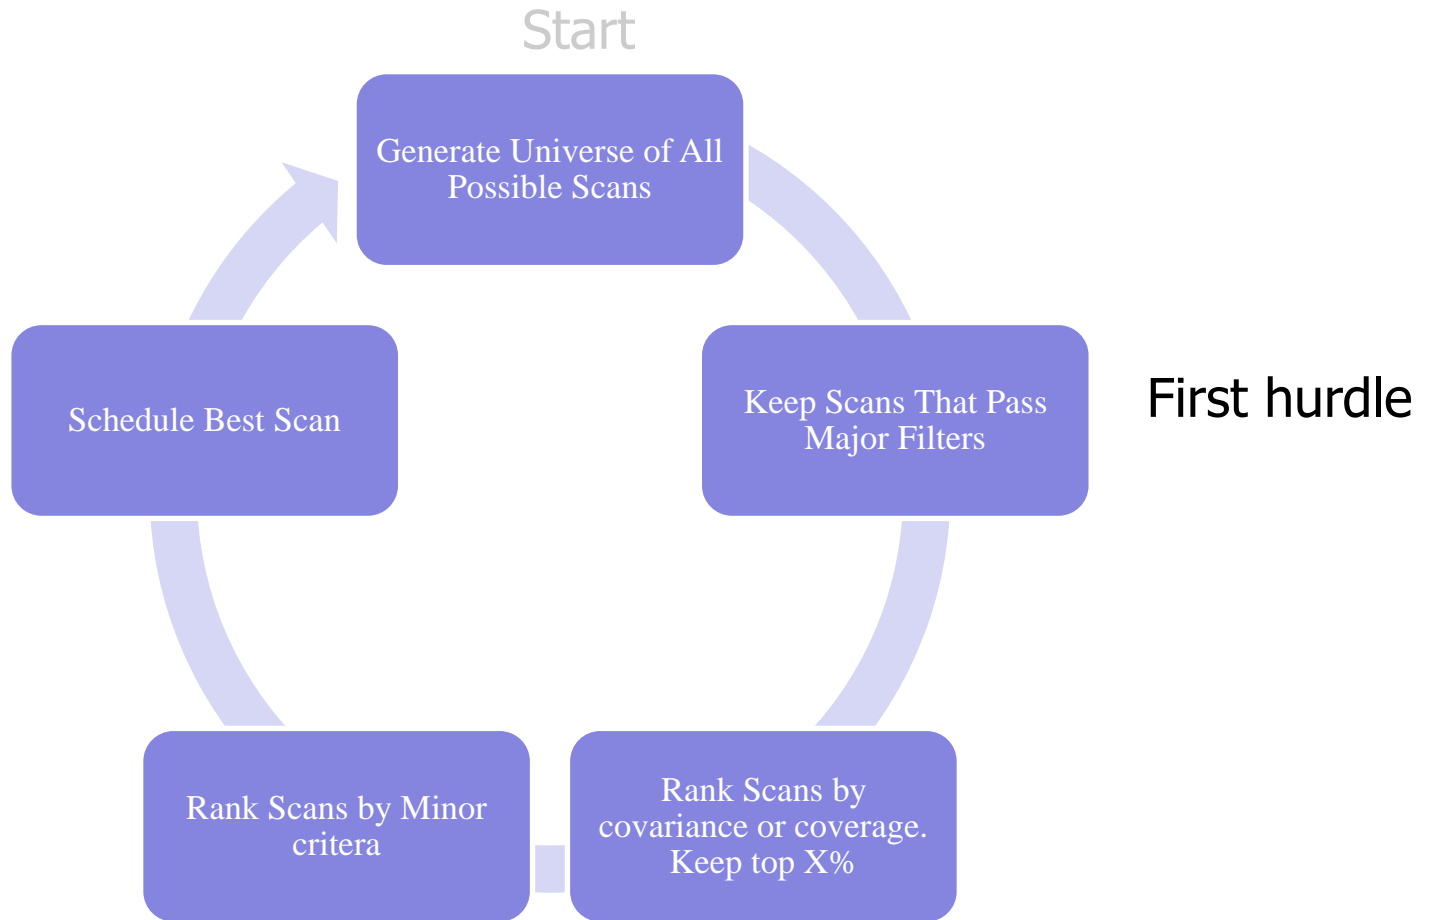 Start
Generate Universe of All
Possible Scans
Keep Scans That Pass
Major Filters
First hurdle
Rank Scans by
covariance or coverage.
Keep top X%
Rank Scans by Minor
critera
Schedule Best Scan